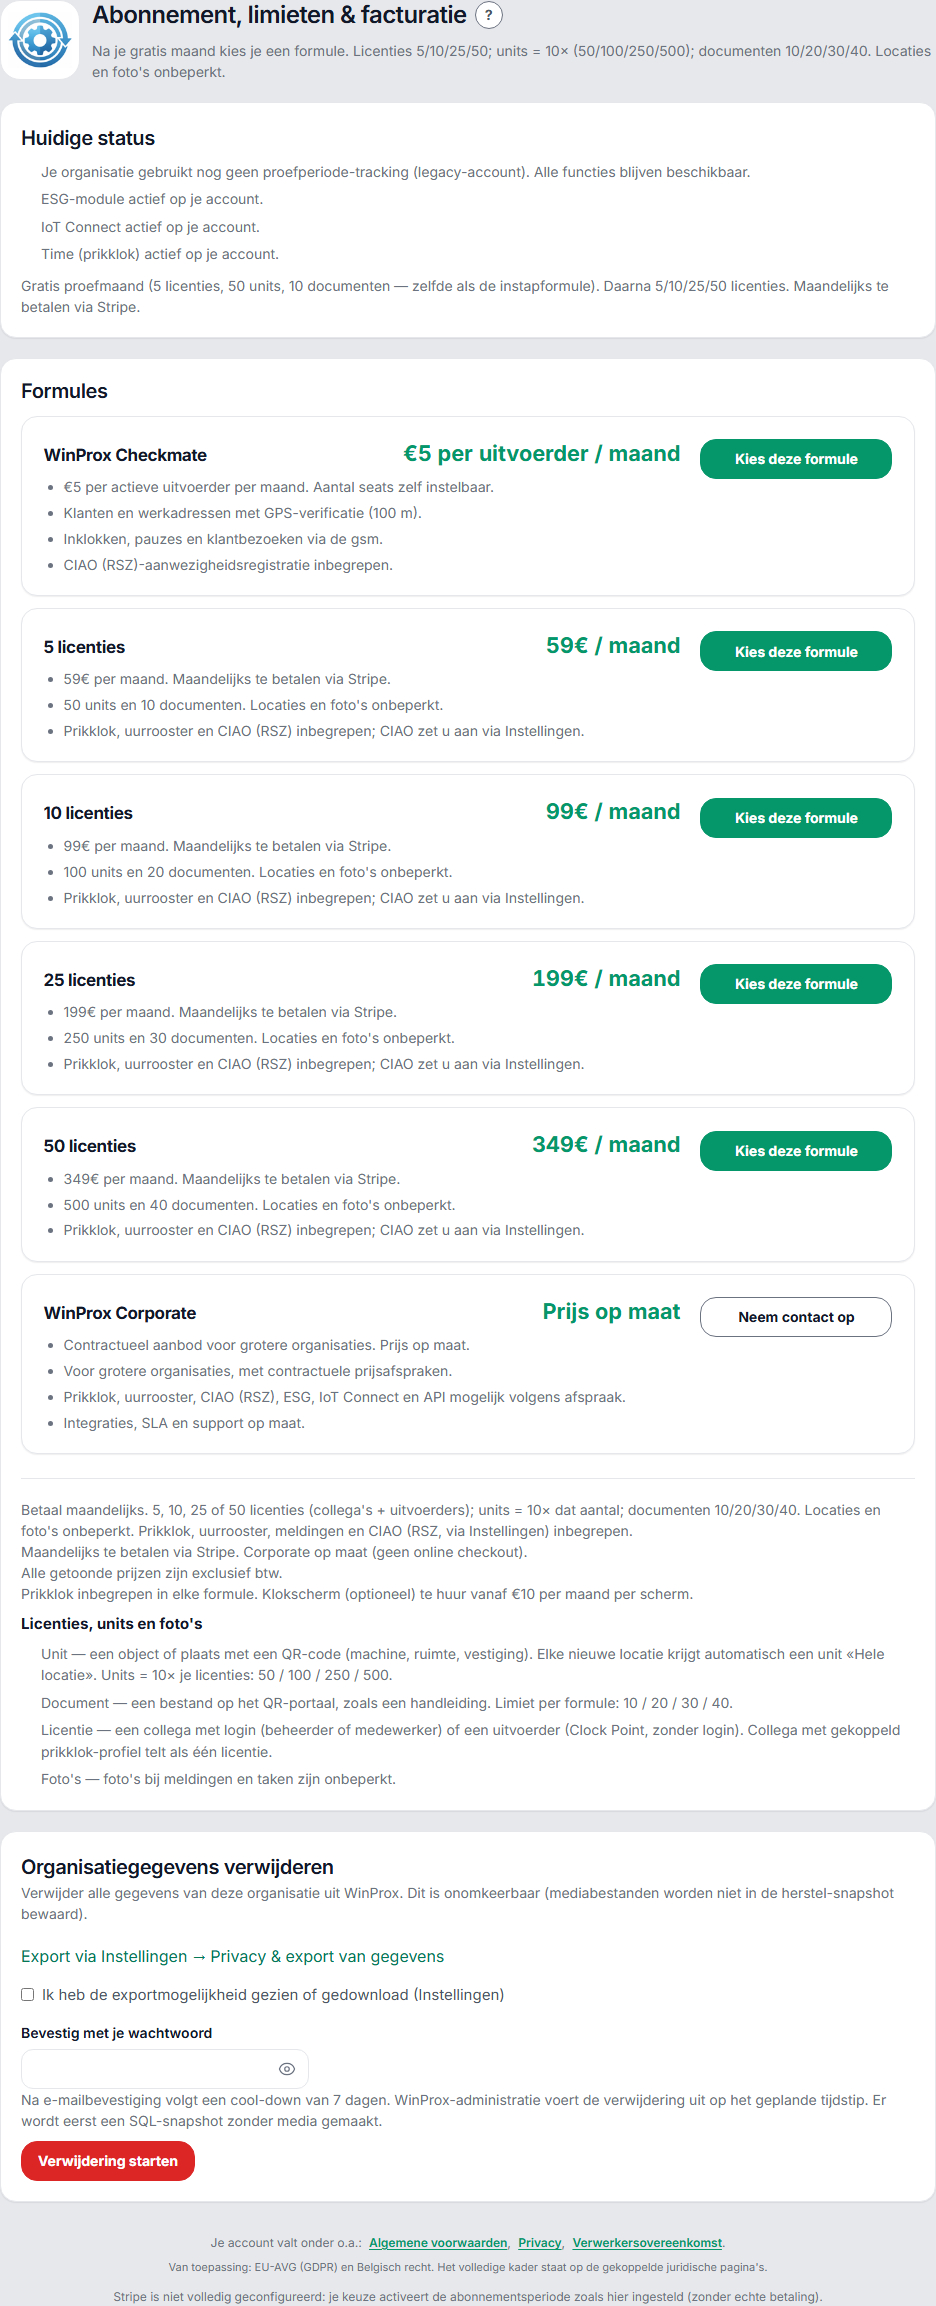 Abonnement, limieten & facturatie ?
Na je gratis maand kies je een formule. Licenties 5/10/25/50; units = 10× (50/100/250/500); documenten 10/20/30/40. Locaties
en foto's onbeperkt.
Huidige status
Je organisatie gebruikt nog geen proefperiode-tracking (legacy-account). Alle functies blijven beschikbaar.
ESG-module actief op je account.
IoT Connect actief op je account.
Time (prikklok) actief op je account.
Gratis proefmaand (5 licenties, 50 units, 10 documenten — zelfde als de instapformule). Daarna 5/10/25/50 licenties. Maandelijks te
betalen via Stripe.
Formules
WinProx Checkmate €5 per uitvoerder / maand Kies deze formule
• €5 per actieve uitvoerder per maand. Aantal seats zelf instelbaar.
• Klanten en werkadressen met GPS-verificatie (100 m).
• Inklokken, pauzes en klantbezoeken via de gsm.
• CIAO (RSZ)-aanwezigheidsregistratie inbegrepen.
5 licenties 59€ / maand Kies deze formule
• 59€ per maand. Maandelijks te betalen via Stripe.
• 50 units en 10 documenten. Locaties en foto's onbeperkt.
• Prikklok, uurrooster en CIAO (RSZ) inbegrepen; CIAO zet u aan via Instellingen.
10 licenties 99€ / maand Kies deze formule
• 99€ per maand. Maandelijks te betalen via Stripe.
• 100 units en 20 documenten. Locaties en foto's onbeperkt.
• Prikklok, uurrooster en CIAO (RSZ) inbegrepen; CIAO zet u aan via Instellingen.
25 licenties 199€ / maand Kies deze formule
• 199€ per maand. Maandelijks te betalen via Stripe.
• 250 units en 30 documenten. Locaties en foto's onbeperkt.
• Prikklok, uurrooster en CIAO (RSZ) inbegrepen; CIAO zet u aan via Instellingen.
50 licenties 349€ / maand Kies deze formule
• 349€ per maand. Maandelijks te betalen via Stripe.
• 500 units en 40 documenten. Locaties en foto's onbeperkt.
• Prikklok, uurrooster en CIAO (RSZ) inbegrepen; CIAO zet u aan via Instellingen.
WinProx Corporate Prijs op maat Neem contact op
• Contractueel aanbod voor grotere organisaties. Prijs op maat.
• Voor grotere organisaties, met contractuele prijsafspraken.
• Prikklok, uurrooster, CIAO (RSZ), ESG, IoT Connect en API mogelijk volgens afspraak.
• Integraties, SLA en support op maat.
Betaal maandelijks. 5, 10, 25 of 50 licenties (collega's + uitvoerders); units = 10× dat aantal; documenten 10/20/30/40. Locaties en
foto's onbeperkt. Prikklok, uurrooster, meldingen en CIAO (RSZ, via Instellingen) inbegrepen.
Maandelijks te betalen via Stripe. Corporate op maat (geen online checkout).
Alle getoonde prijzen zijn exclusief btw.
Prikklok inbegrepen in elke formule. Klokscherm (optioneel) te huur vanaf €10 per maand per scherm.
Licenties, units en foto's
Unit — een object of plaats met een QR-code (machine, ruimte, vestiging). Elke nieuwe locatie krijgt automatisch een unit «Hele
locatie». Units = 10× je licenties: 50 / 100 / 250 / 500.
Document — een bestand op het QR-portaal, zoals een handleiding. Limiet per formule: 10 / 20 / 30 / 40.
Licentie — een collega met login (beheerder of medewerker) of een uitvoerder (Clock Point, zonder login). Collega met gekoppeld
prikklok-profiel telt als één licentie.
Foto's — foto's bij meldingen en taken zijn onbeperkt.
Organisatiegegevens verwijderen
Verwijder alle gegevens van deze organisatie uit WinProx. Dit is onomkeerbaar (mediabestanden worden niet in de herstel-snapshot
bewaard).
Export via Instellingen → Privacy & export van gegevens
Ik heb de exportmogelijkheid gezien of gedownload (Instellingen)
Bevestig met je wachtwoord
Na e-mailbevestiging volgt een cool-down van 7 dagen. WinProx-administratie voert de verwijdering uit op het geplande tijdstip. Er
wordt eerst een SQL-snapshot zonder media gemaakt.
Verwijdering starten
Je account valt onder o.a.: Algemene voorwaarden, Privacy, Verwerkersovereenkomst.
Van toepassing: EU-AVG (GDPR) en Belgisch recht. Het volledige kader staat op de gekoppelde juridische pagina's.
Stripe is niet volledig geconfigureerd: je keuze activeert de abonnementsperiode zoals hier ingesteld (zonder echte betaling).